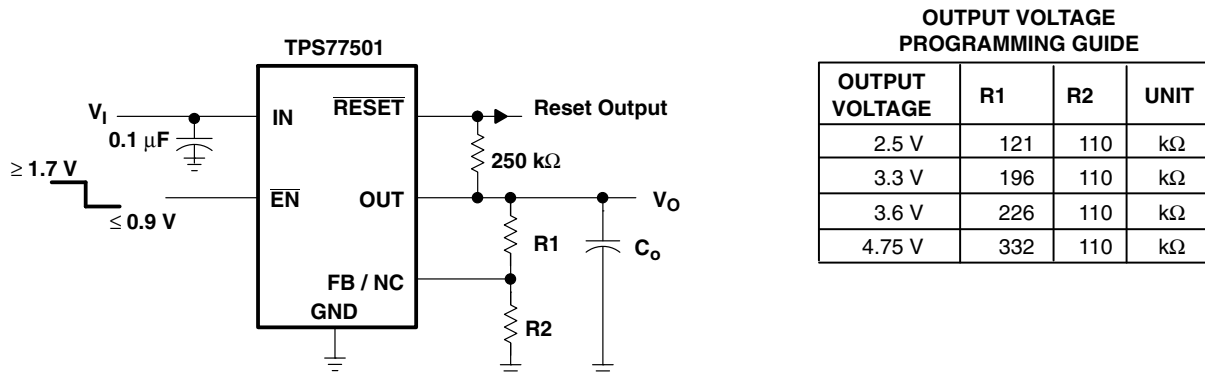 TPS77501
V_I
0.1 μF
≥ 1.7 V
≤ 0.9 V
IN
RESET
EN
OUT
FB / NC
GND
Reset Output
250 kΩ
V_O
R1
C_o
R2
OUTPUT VOLTAGE
PROGRAMMING GUIDE
OUTPUT VOLTAGE R1 R2 UNIT
2.5 V 121 110 kΩ
3.3 V 196 110 kΩ
3.6 V 226 110 kΩ
4.75 V 332 110 kΩ